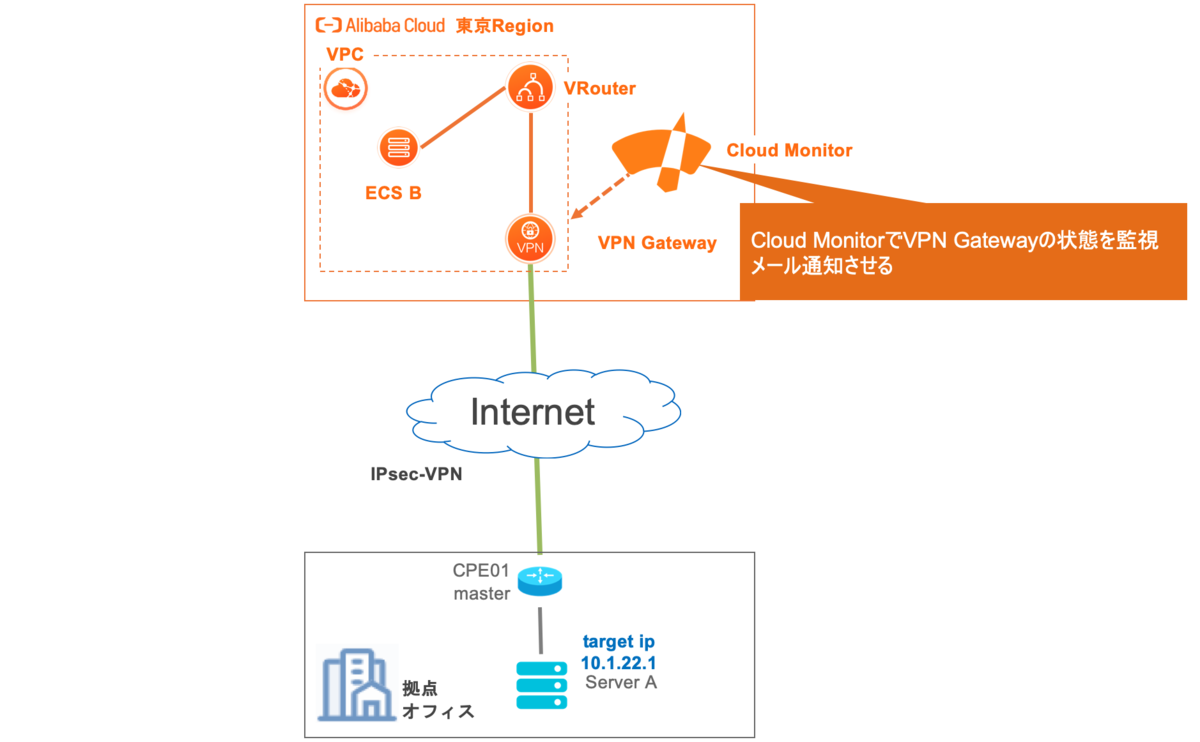 Alibaba Cloud 東京Region
VPC
VRouter
Cloud Monitor
ECS B
VPN
VPN Gateway
Cloud MonitorでVPN Gatewayの状態を監視
メール通知させる
Internet
IPsec-VPN
CPE01
master
target ip
10.1.22.1
Server A
拠点
オフィス